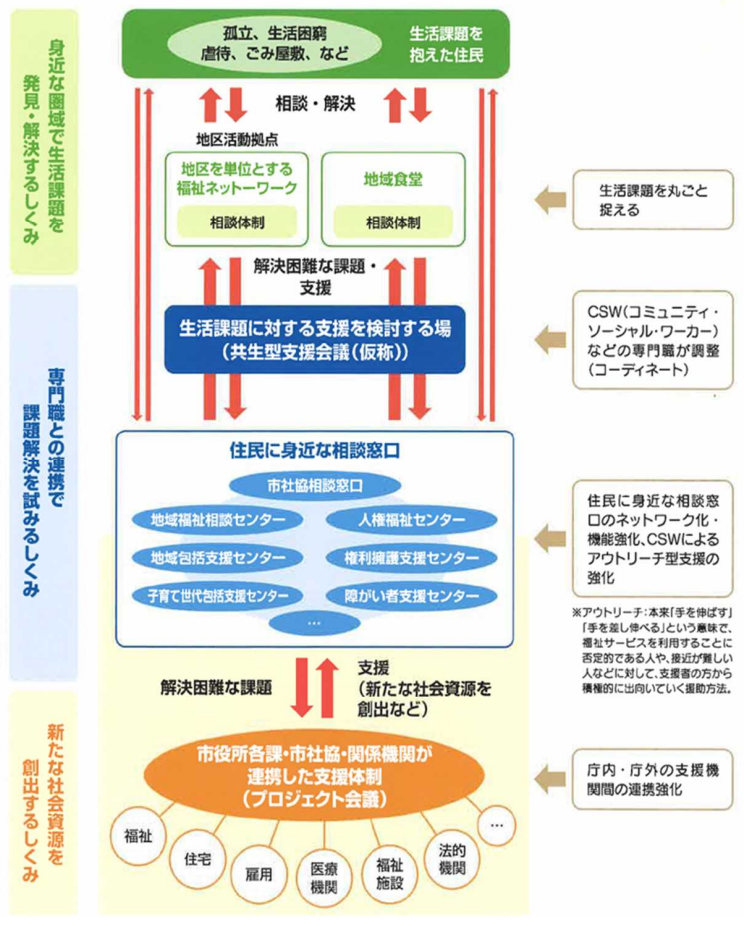 身近な圏域で生活課題を
発見・解決するしくみ
孤立、生活困窮
虐待、ごみ屋敷、など
生活課題を
抱えた住民
相談・解決
地区活動拠点
地区を単位とする
福祉ネットーワーク
相談体制
地域食堂
相談体制
生活課題を丸ごと
捉える
解決困難な課題・
支援
専門職との連携で
課題解決を試みるしくみ
生活課題に対する支援を検討する場
(共生型支援会議(仮称))
CSW(コミュニティ・
ソーシャル・ワーカー)
などの専門職が調整
(コーディネート)
住民に身近な相談窓口
市社協相談窓口
地域福祉相談センター
人権福祉センター
地域包括支援センター
権利擁護支援センター
子育て世代包括支援センター
障がい者支援センター
…
住民に身近な相談窓
口のネットワーク化・
機能強化、CSWによる
アウトリーチ型支援の
強化
※アウトリーチ:本来「手を伸ばす」
「手を差し伸べる」という意味で、
福祉サービスを利用することに
否定的である人や、接近が難しい
人などに対して、支援者の方から
積極的に出向いていく援助方法。
解決困難な課題
支援
(新たな社会資源を
創出など)
新たな社会資源を
創出するしくみ
市役所各課・市社協・関係機関が
連携した支援体制
(プロジェクト会議)
庁内・庁外の支援機
関間の連携強化
福祉
住宅
雇用
医療
機関
福祉
施設
法的
機関
…